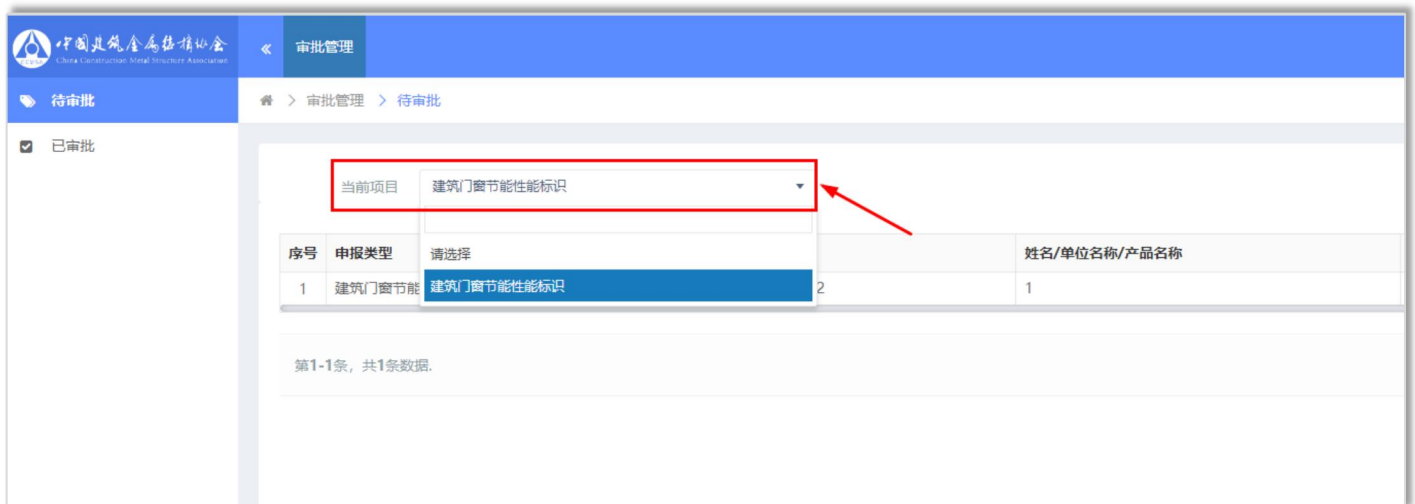 中国建筑金属结构协会
China Construction Metal Structure Association
CCMSA
«
审批管理
待审批
> 审批管理 > 待审批
已审批
当前项目 建筑门窗节能性能标识
序号 申报类型 请选择 姓名/单位名称/产品名称
1 建筑门窗节能 建筑门窗节能性能标识 2 1
第1-1条，共1条数据.